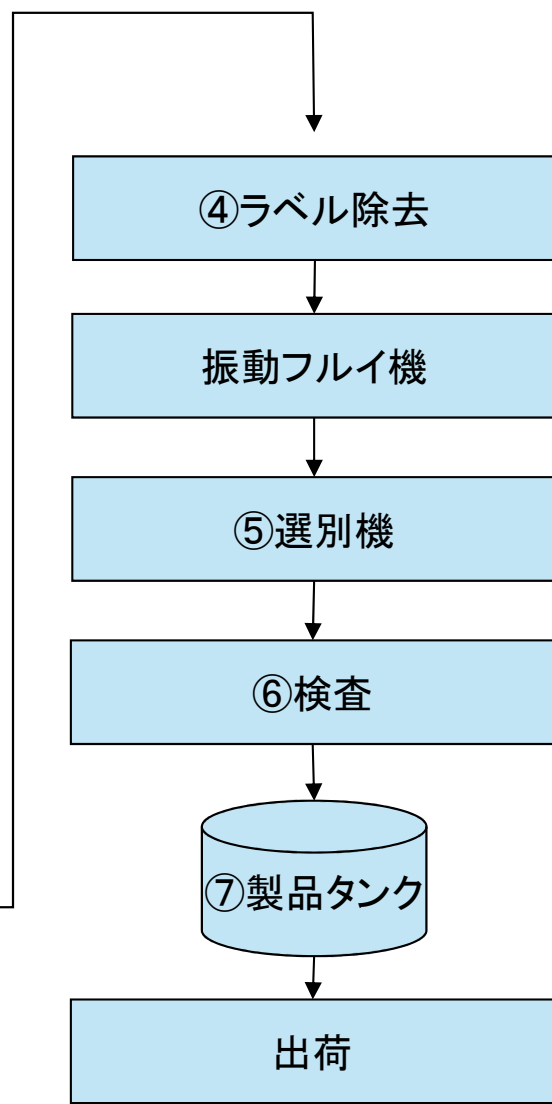 ④ラベル除去
振動フルイ機
⑤選別機
⑥検査
⑦製品タンク
出荷